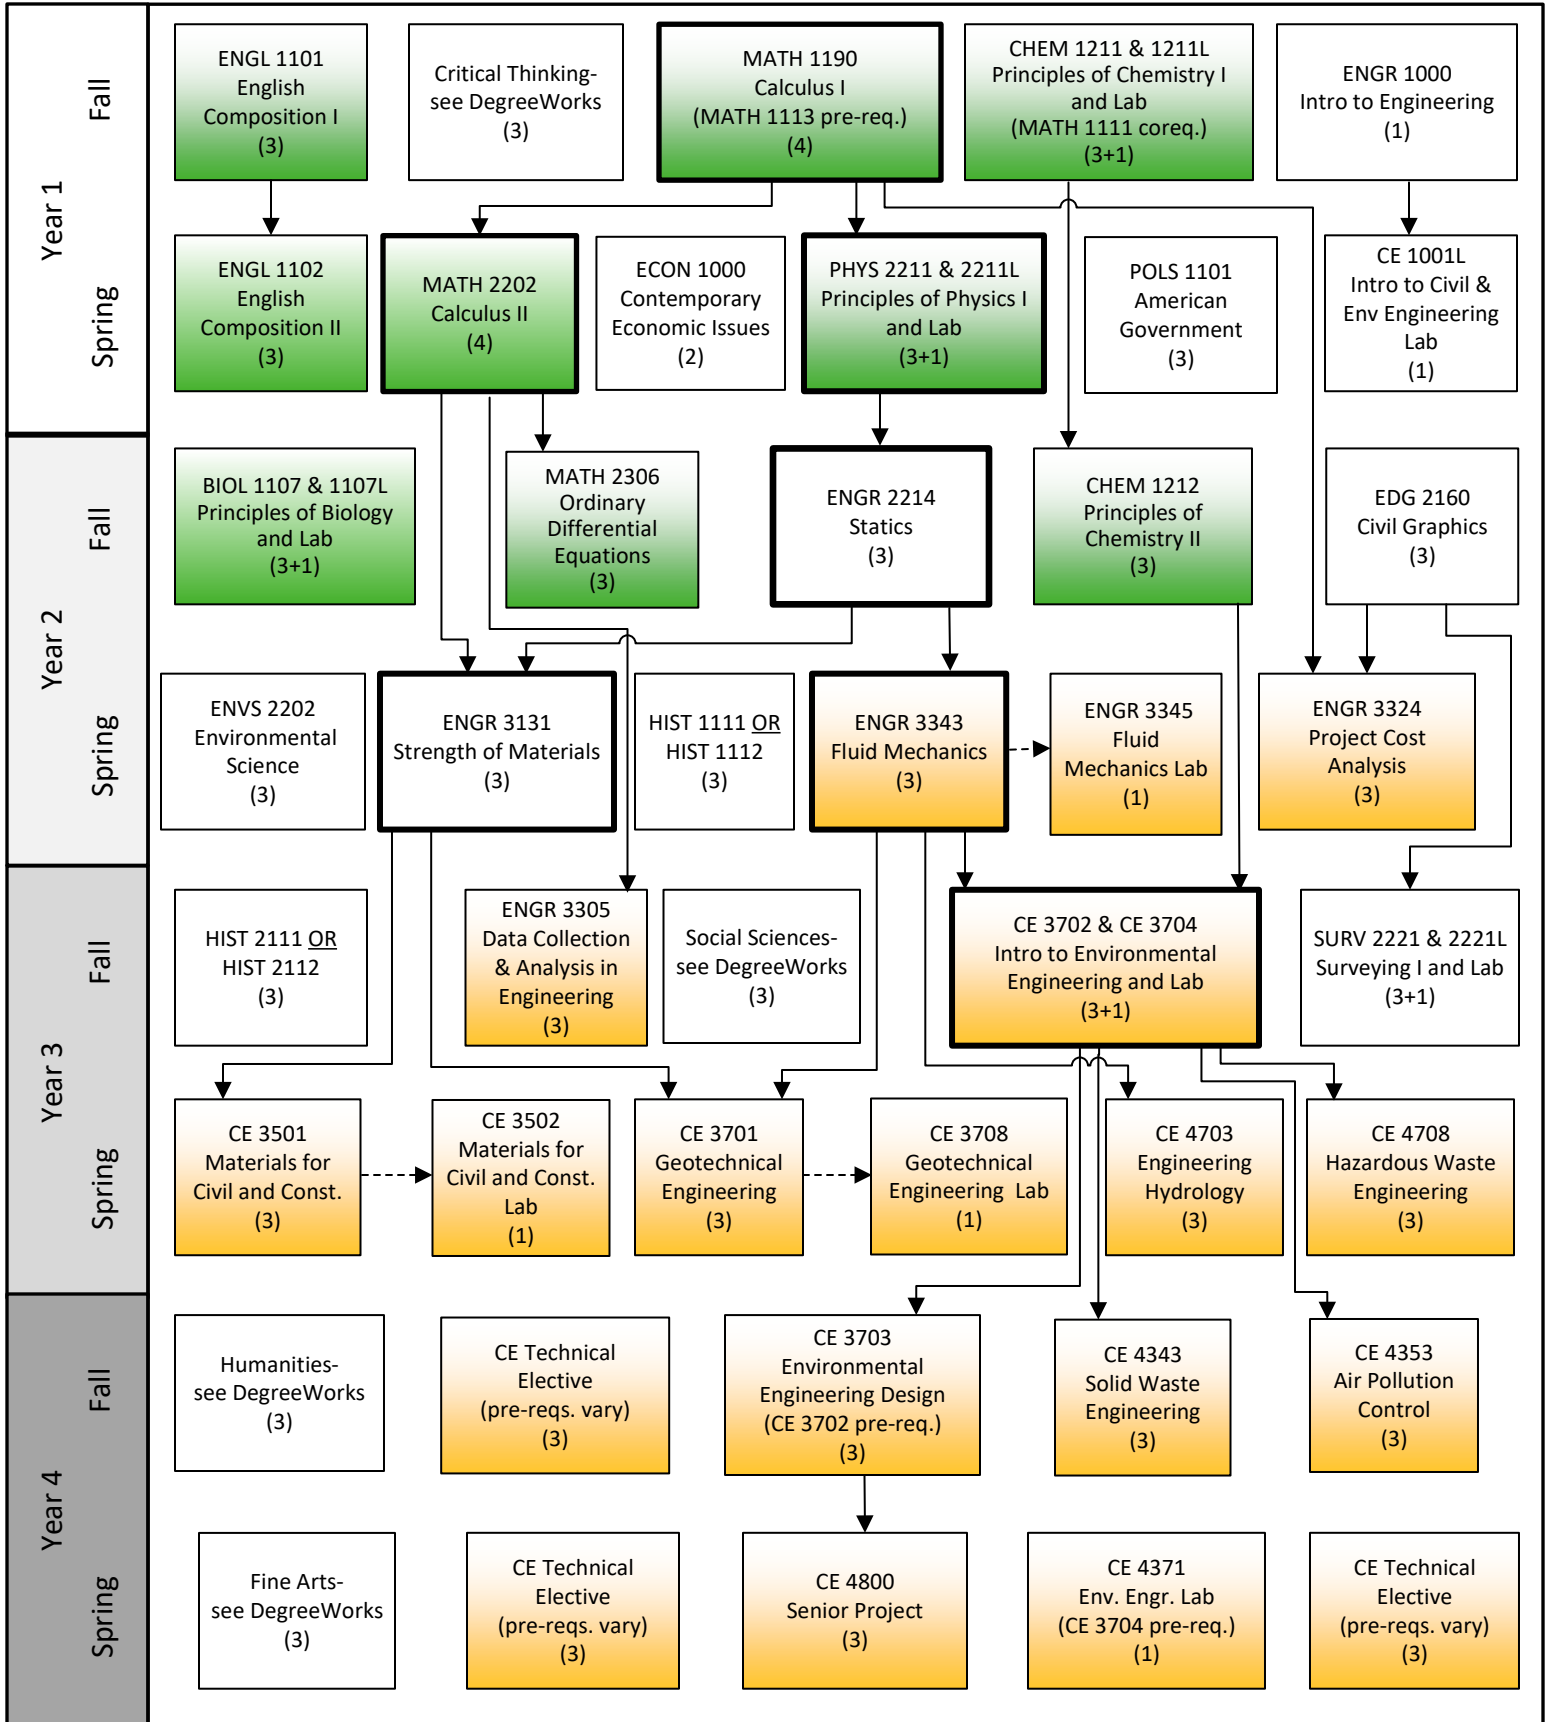 Year 1
Fall
ENGL 1101
English
Composition I
(3)
Critical Thinking-
see DegreeWorks
(3)
MATH 1190
Calculus I
(MATH 1113 pre-req.)
(4)
CHEM 1211 & 1211L
Principles of Chemistry I
and Lab
(MATH 1111 coreq.)
(3+1)
ENGR 1000
Intro to Engineering
(1)
Spring
ENGL 1102
English
Composition II
(3)
MATH 2202
Calculus II
(4)
ECON 1000
Contemporary
Economic Issues
(2)
PHYS 2211 & 2211L
Principles of Physics I
and Lab
(3+1)
POLS 1101
American
Government
(3)
CE 1001L
Intro to Civil &
Env Engineering
Lab
(1)
Year 2
Fall
BIOL 1107 & 1107L
Principles of Biology
and Lab
(3+1)
MATH 2306
Ordinary
Differential
Equations
(3)
ENGR 2214
Statics
(3)
CHEM 1212
Principles of
Chemistry II
(3)
EDG 2160
Civil Graphics
(3)
Spring
ENVS 2202
Environmental
Science
(3)
ENGR 3131
Strength of Materials
(3)
HIST 1111 OR
HIST 1112
(3)
ENGR 3343
Fluid Mechanics
(3)
ENGR 3345
Fluid
Mechanics Lab
(1)
ENGR 3324
Project Cost
Analysis
(3)
Year 3
Fall
HIST 2111 OR
HIST 2112
(3)
ENGR 3305
Data Collection
& Analysis in
Engineering
(3)
Social Sciences-
see DegreeWorks
(3)
CE 3702 & CE 3704
Intro to Environmental
Engineering and Lab
(3+1)
SURV 2221 & 2221L
Surveying I and Lab
(3+1)
Spring
CE 3501
Materials for
Civil and Const.
(3)
CE 3502
Materials for
Civil and Const.
Lab
(1)
CE 3701
Geotechnical
Engineering
(3)
CE 3708
Geotechnical
Engineering Lab
(1)
CE 4703
Engineering
Hydrology
(3)
CE 4708
Hazardous Waste
Engineering
(3)
Year 4
Fall
Humanities-
see DegreeWorks
(3)
CE Technical
Elective
(pre-reqs. vary)
(3)
CE 3703
Environmental
Engineering Design
(CE 3702 pre-req.)
(3)
CE 4343
Solid Waste
Engineering
(3)
CE 4353
Air Pollution
Control
(3)
Spring
Fine Arts-
see DegreeWorks
(3)
CE Technical
Elective
(pre-reqs. vary)
(3)
CE 4800
Senior Project
(3)
CE 4371
Env. Engr. Lab
(CE 3704 pre-req.)
(1)
CE Technical
Elective
(pre-reqs. vary)
(3)